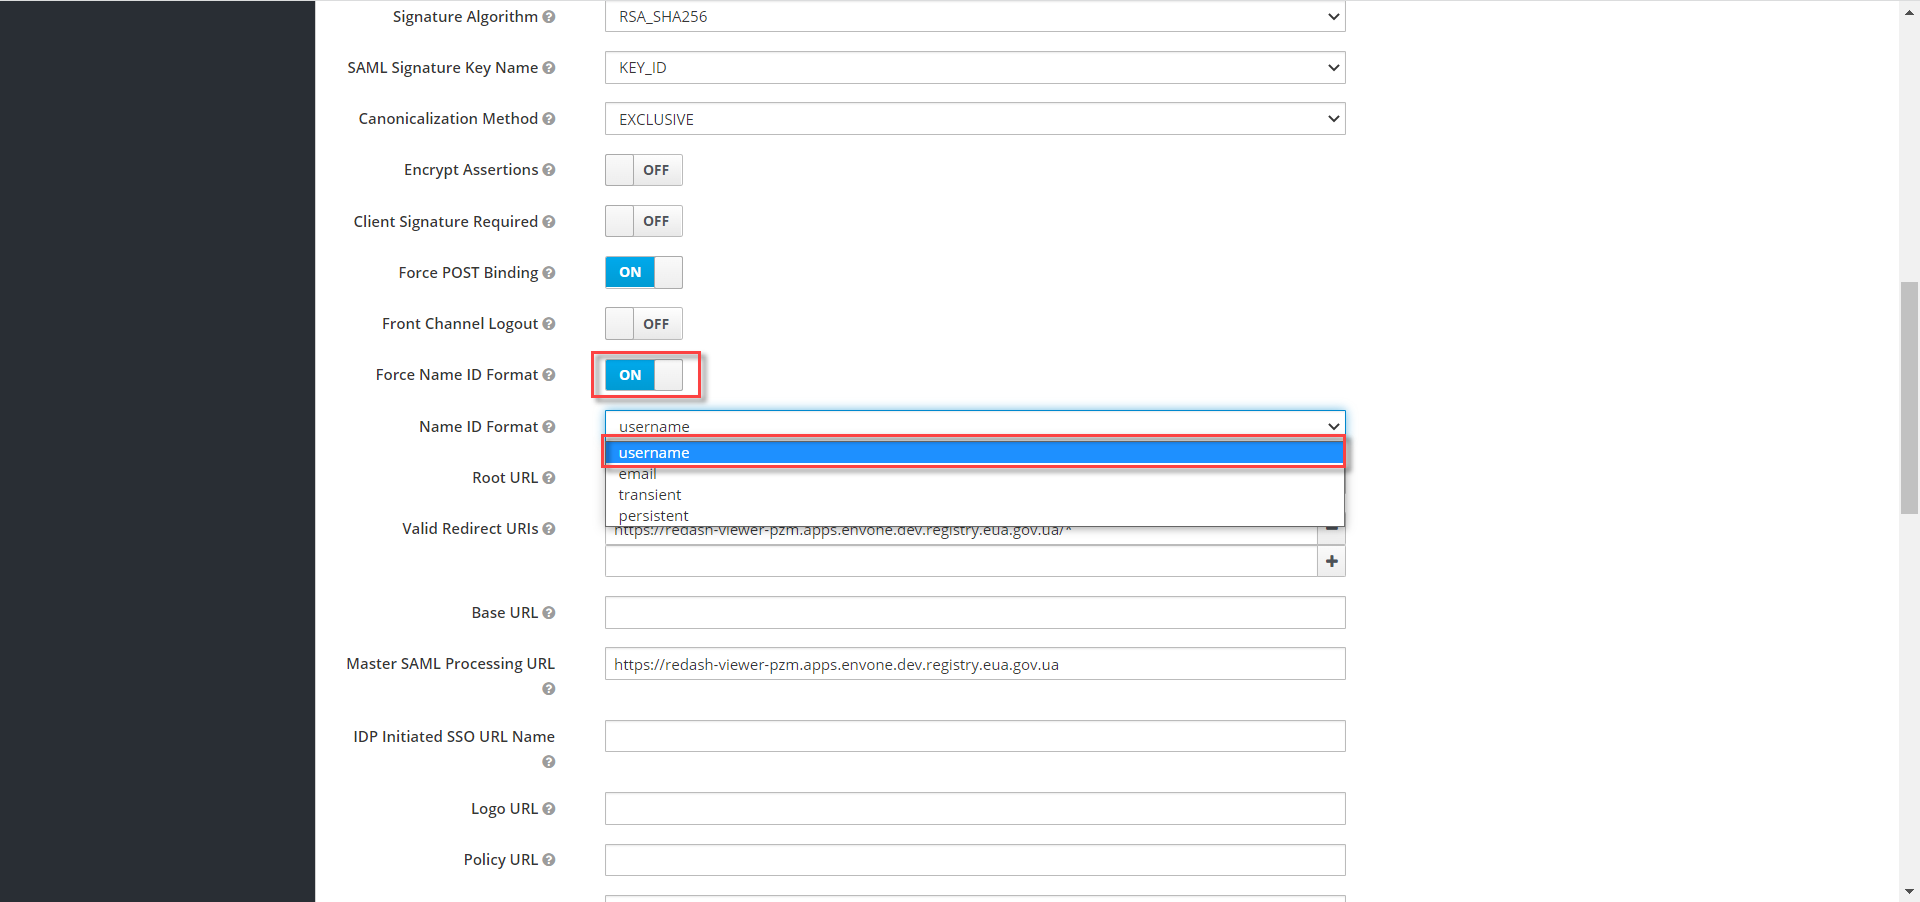 Signature Algorithm
RSA_SHA256
SAML Signature Key Name
KEY_ID
Canonicalization Method
EXCLUSIVE
Encrypt Assertions
OFF
Client Signature Required
OFF
Force POST Binding
ON
Front Channel Logout
OFF
Force Name ID Format
ON
Name ID Format
username
username
email
transient
persistent
Root URL
Valid Redirect URIs
https://redash-viewer-pzm.apps.envone.dev.registry.eua.gov.ua/*
Base URL
Master SAML Processing URL
https://redash-viewer-pzm.apps.envone.dev.registry.eua.gov.ua
IDP Initiated SSO URL Name
Logo URL
Policy URL